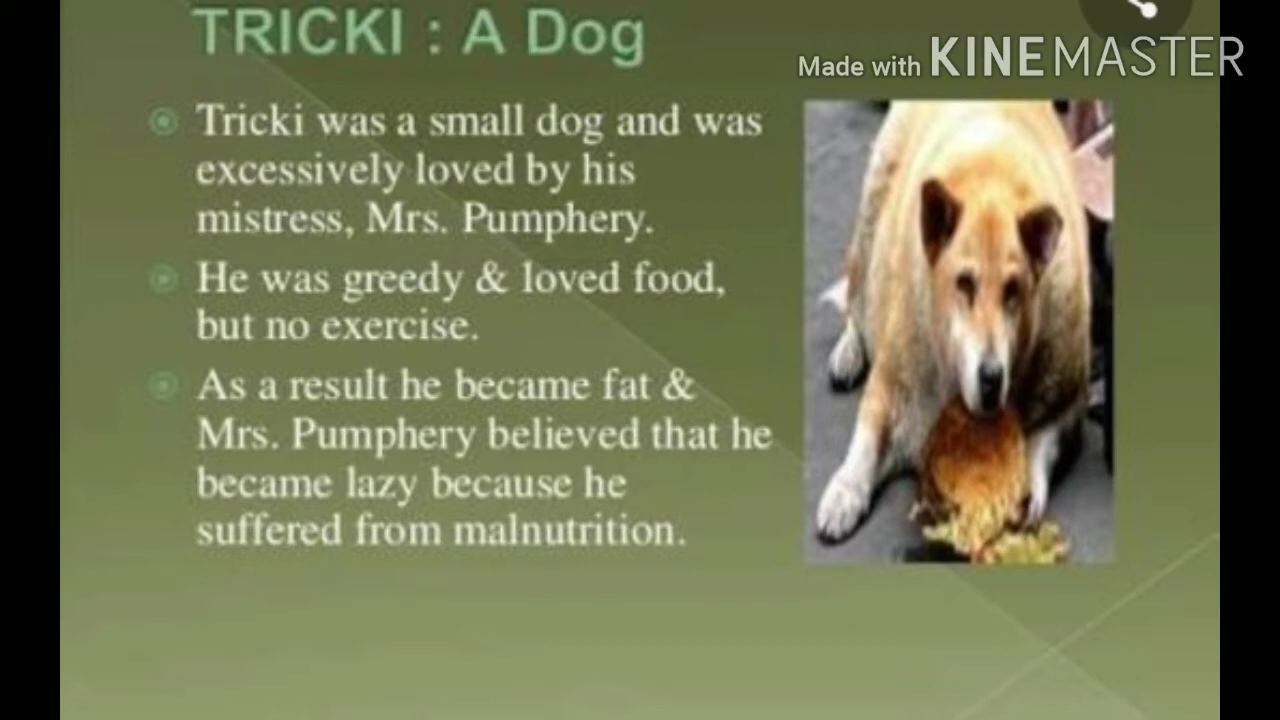 TRICKI : A Dog
Made with KINEMASTER
Tricki was a small dog and was
excessively loved by his
mistress, Mrs. Pumphery.
He was greedy & loved food,
but no exercise.
As a result he became fat &
Mrs. Pumphery believed that he
became lazy because he
suffered from malnutrition.